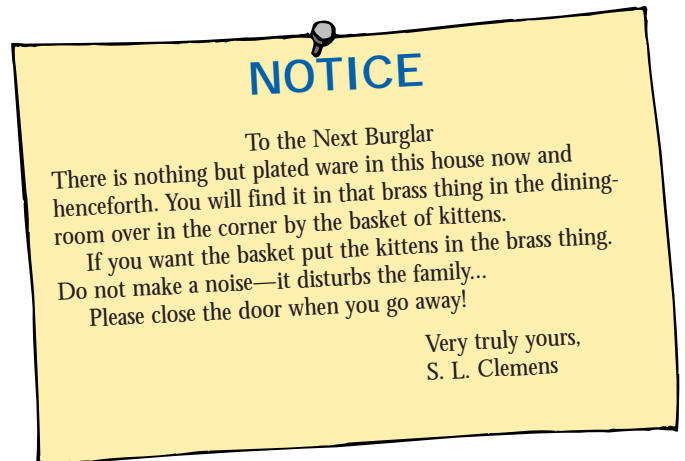 NOTICE
To the Next Burglar
There is nothing but plated ware in this house now and
henceforth. You will find it in that brass thing in the dining-
room over in the corner by the basket of kittens.
If you want the basket put the kittens in the brass thing.
Do not make a noise—it disturbs the family...
Please close the door when you go away!
Very truly yours,
S. L. Clemens